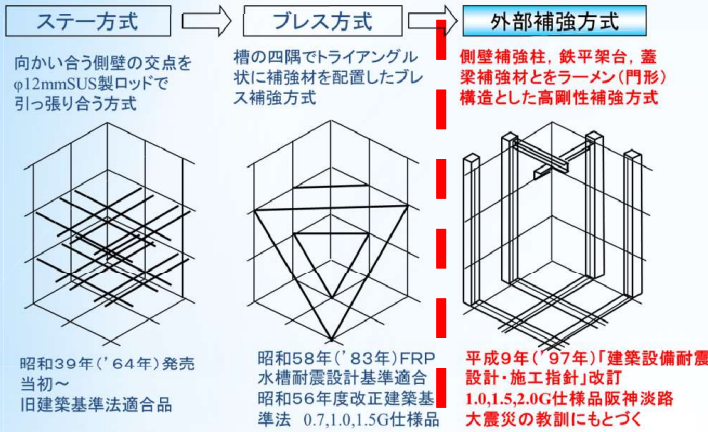 ステー方式
ブレス方式
外部補強方式
向かい合う側壁の交点を
φ12mmSUS製ロッドで
引っ張り合う方式
槽の四隅でトライアングル
状に補強材を配置したブレ
ス補強方式
側壁補強柱，鉄平架台，蓋
梁補強材とをラーメン(門形)
構造とした高剛性補強方式
昭和39年(’64年)発売
当初～
旧建築基準法適合品
昭和58年(’83年)FRP
水槽耐震設計基準適合
昭和56年度改正建築基
準法 0.7,1.0,1.5G仕様品
平成9年(’97年)「建築設備耐震
設計・施工指針」改訂
1.0,1.5,2.0G仕様品阪神淡路
大震災の教訓にもとづく